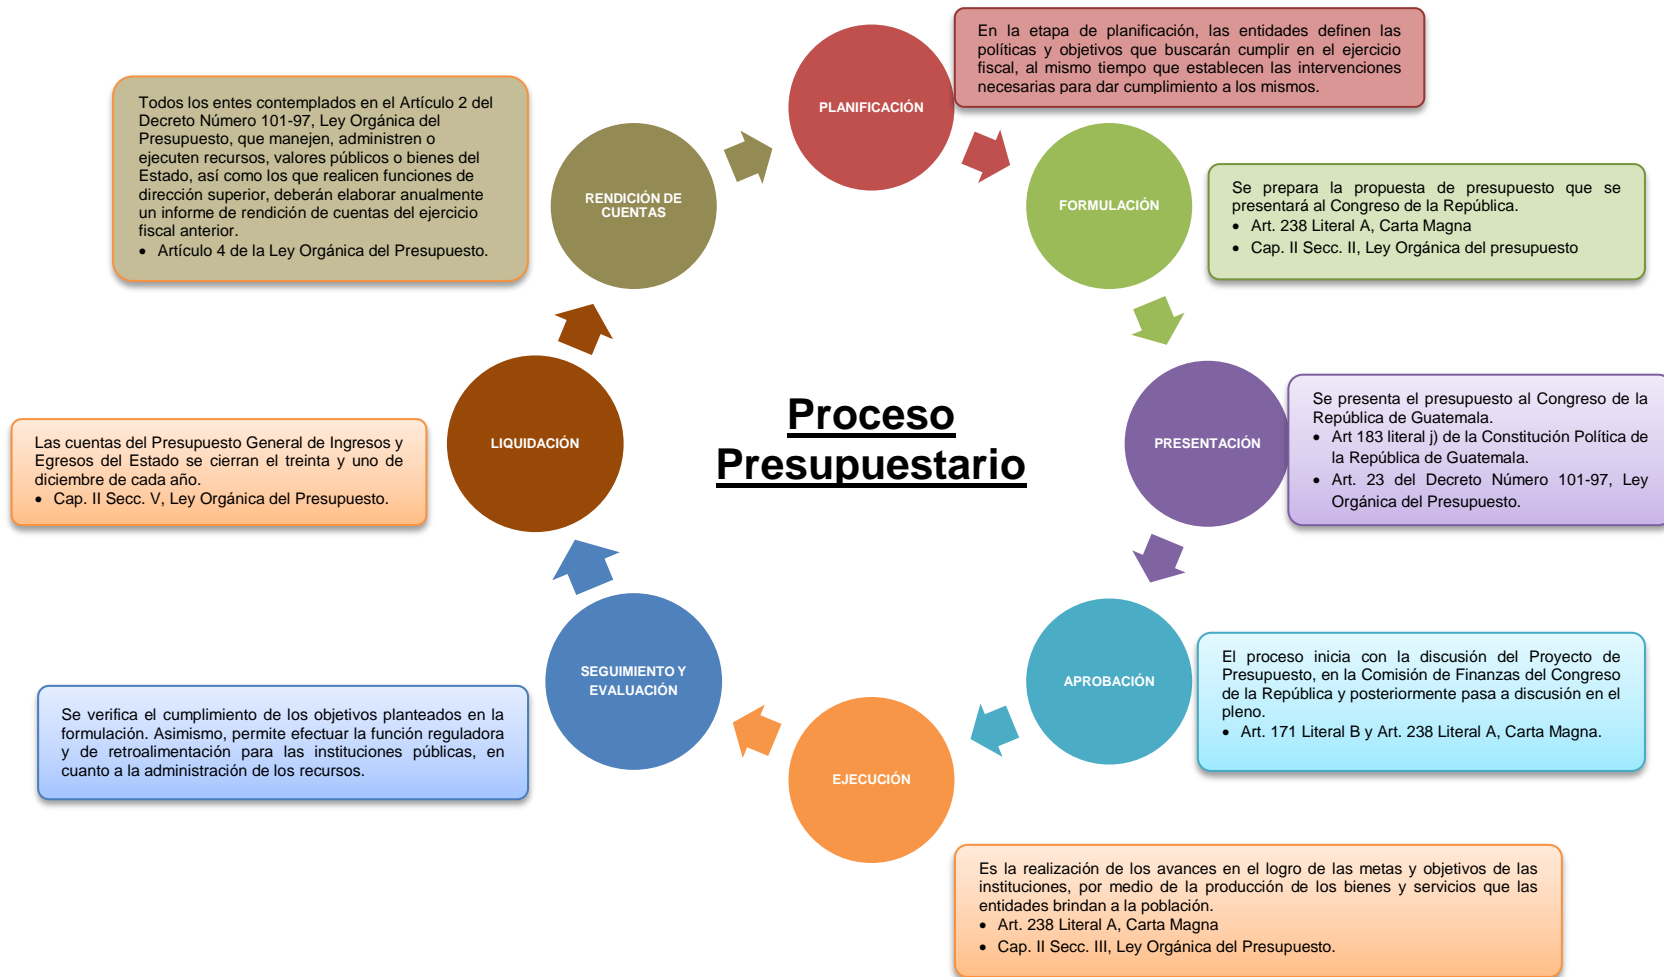 Proceso
Presupuestario
PLANIFICACIÓN
En la etapa de planificación, las entidades definen las
políticas y objetivos que buscarán cumplir en el ejercicio
fiscal, al mismo tiempo que establecen las intervenciones
necesarias para dar cumplimiento a los mismos.
FORMULACIÓN
Se prepara la propuesta de presupuesto que se
presentará al Congreso de la República.
• Art. 238 Literal A, Carta Magna
• Cap. II Secc. II, Ley Orgánica del presupuesto
PRESENTACIÓN
Se presenta el presupuesto al Congreso de la
República de Guatemala.
• Art 183 literal j) de la Constitución Política de
la República de Guatemala.
• Art. 23 del Decreto Número 101-97, Ley
Orgánica del Presupuesto.
APROBACIÓN
El proceso inicia con la discusión del Proyecto de
Presupuesto, en la Comisión de Finanzas del Congreso
de la República y posteriormente pasa a discusión en el
pleno.
• Art. 171 Literal B y Art. 238 Literal A, Carta Magna.
EJECUCIÓN
Es la realización de los avances en el logro de las metas y objetivos de las
instituciones, por medio de la producción de los bienes y servicios que las
entidades brindan a la población.
• Art. 238 Literal A, Carta Magna
• Cap. II Secc. III, Ley Orgánica del Presupuesto.
SEGUIMIENTO Y
EVALUACIÓN
Se verifica el cumplimiento de los objetivos planteados en la
formulación. Asimismo, permite efectuar la función reguladora
y de retroalimentación para las instituciones públicas, en
cuanto a la administración de los recursos.
LIQUIDACIÓN
Las cuentas del Presupuesto General de Ingresos y
Egresos del Estado se cierran el treinta y uno de
diciembre de cada año.
• Cap. II Secc. V, Ley Orgánica del Presupuesto.
RENDICIÓN DE
CUENTAS
Todos los entes contemplados en el Artículo 2 del
Decreto Número 101-97, Ley Orgánica del
Presupuesto, que manejen, administren o
ejecuten recursos, valores públicos o bienes del
Estado, así como los que realicen funciones de
dirección superior, deberán elaborar anualmente
un informe de rendición de cuentas del ejercicio
fiscal anterior.
• Artículo 4 de la Ley Orgánica del Presupuesto.